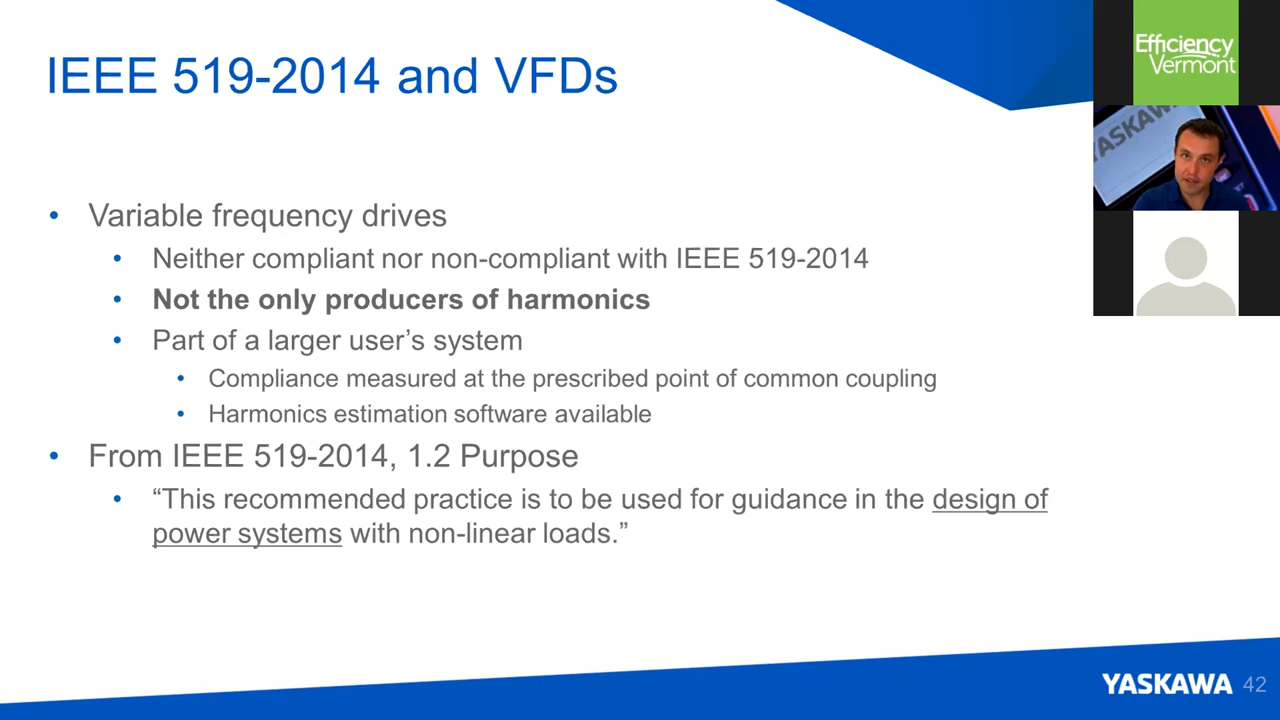 IEEE 519-2014 and VFDs
Efficiency
Vermont
YASKAWA
• Variable frequency drives
• Neither compliant nor non-compliant with IEEE 519-2014
• Not the only producers of harmonics
• Part of a larger user’s system
• Compliance measured at the prescribed point of common coupling
• Harmonics estimation software available
• From IEEE 519-2014, 1.2 Purpose
• “This recommended practice is to be used for guidance in the design of
power systems with non-linear loads.”
YASKAWA 42